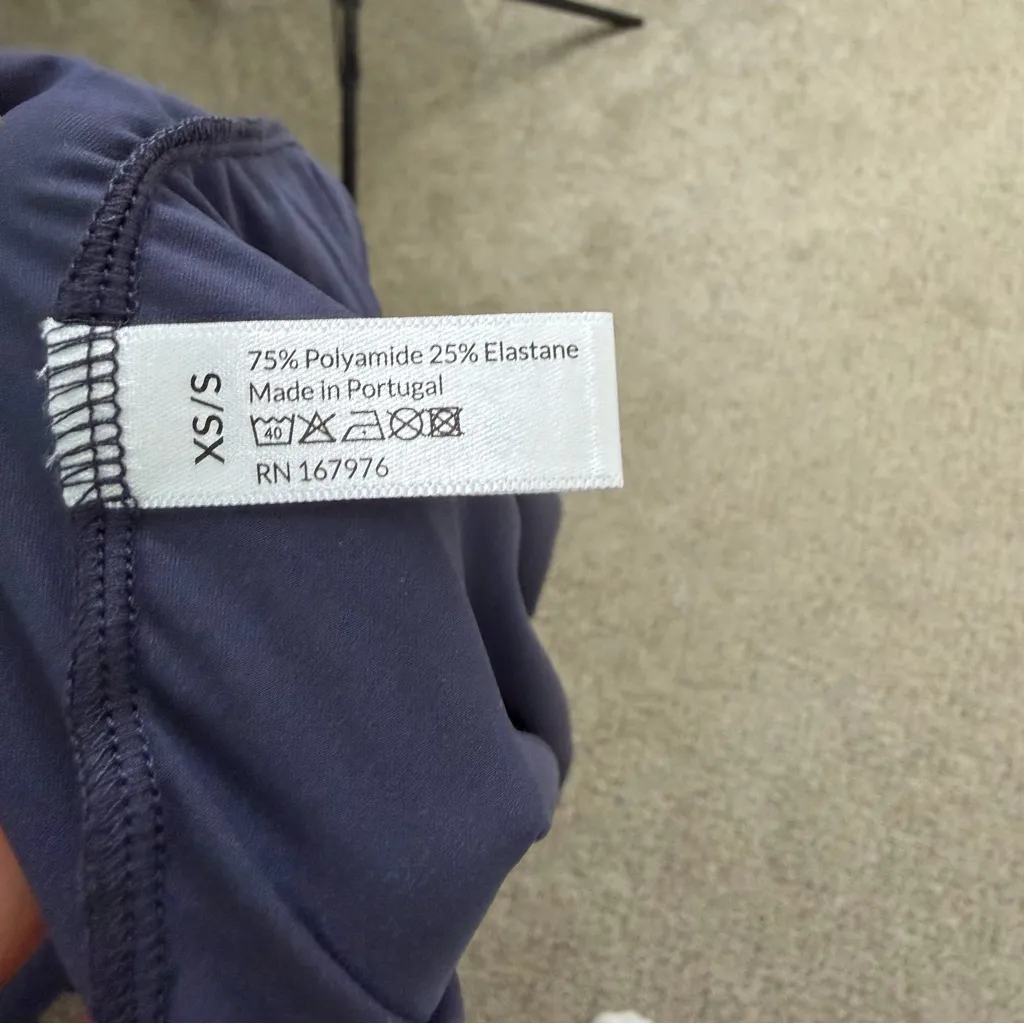 XS/S
75% Polyamide 25% Elastane
Made in Portugal
40
RN 167976